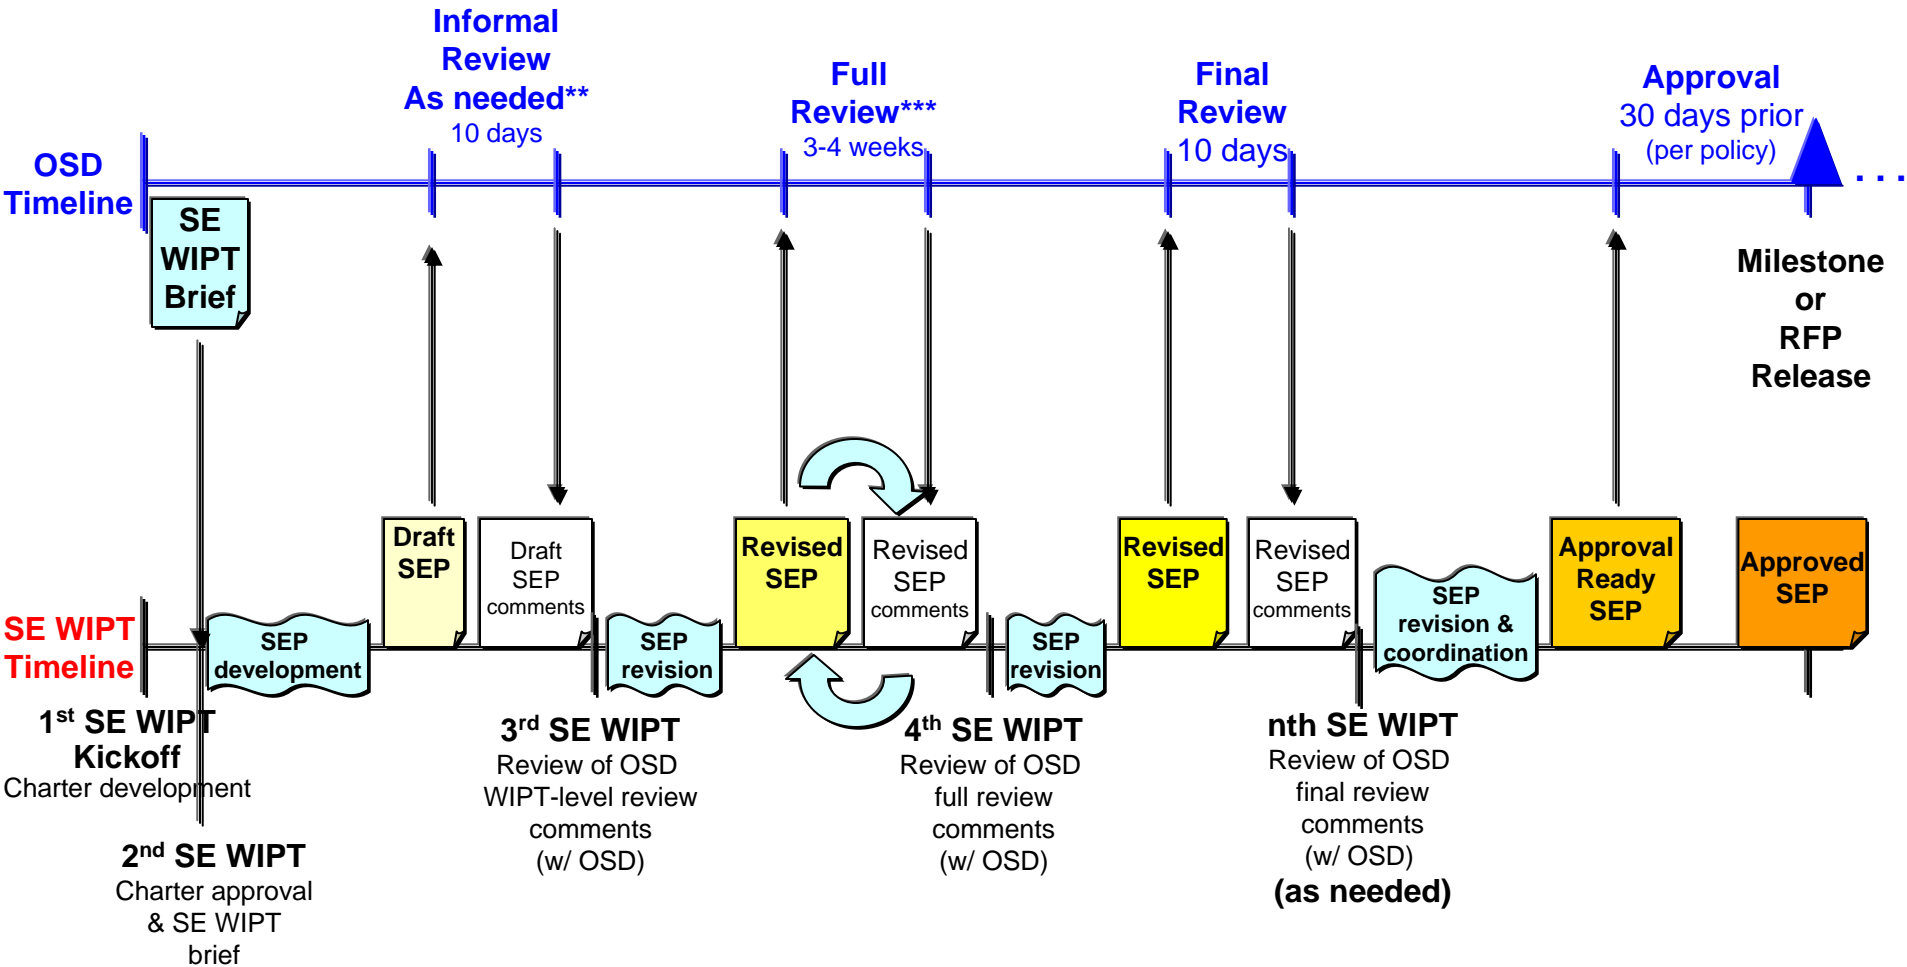 Informal
Review
As needed**
10 days
Full
Review***
3-4 weeks
Final
Review
10 days
Approval
30 days prior
(per policy)
OSD
Timeline
. . .
SE
WIPT
Brief
Milestone
or
RFP
Release
Draft
SEP
Draft
SEP
comments
Revised
SEP
Revised
SEP
comments
Revised
SEP
Revised
SEP
comments
Approval
Ready
SEP
Approved
SEP
SE WIPT
Timeline
SEP
development
SEP
revision
SEP
revision
SEP
revision &
coordination
1st SE WIPT
Kickoff
Charter development
2nd SE WIPT
Charter approval
& SE WIPT
brief
3rd SE WIPT
Review of OSD
WIPT-level review
comments
(w/ OSD)
4th SE WIPT
Review of OSD
full review
comments
(w/ OSD)
nth SE WIPT
Review of OSD
final review
comments
(w/ OSD)
(as needed)